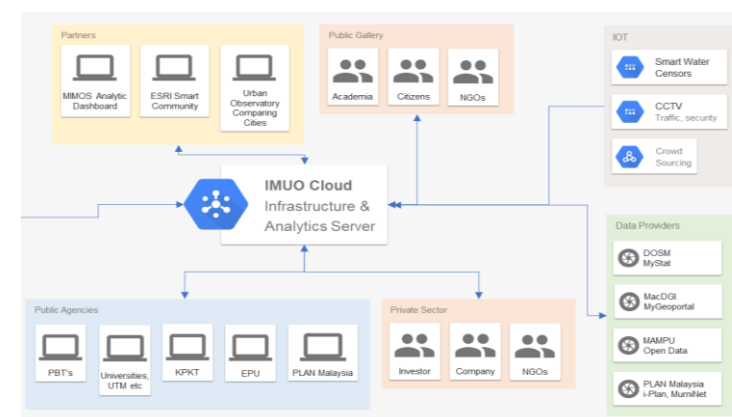 Partners
MIMOS Analytic
Dashboard
ESRI Smart
Community
Urban
Observatory
Comparing
Cities
Public Gallery
Academia
Citizens
NGOs
IOT
Smart Water
Censors
CCTV
Traffic, security
Crowd
Sourcing
IMUO Cloud
Infrastructure &
Analytics Server
Data Providers
DOSM
MyStat
MacDGI
MyGeoportal
MAMPU
Open Data
PLAN Malaysia
i-Plan, MurniNet
Public Agencies
PBT's
Universities,
UTM etc
KPKT
EPU
PLAN Malaysia
Private Sector
Investor
Company
NGOs